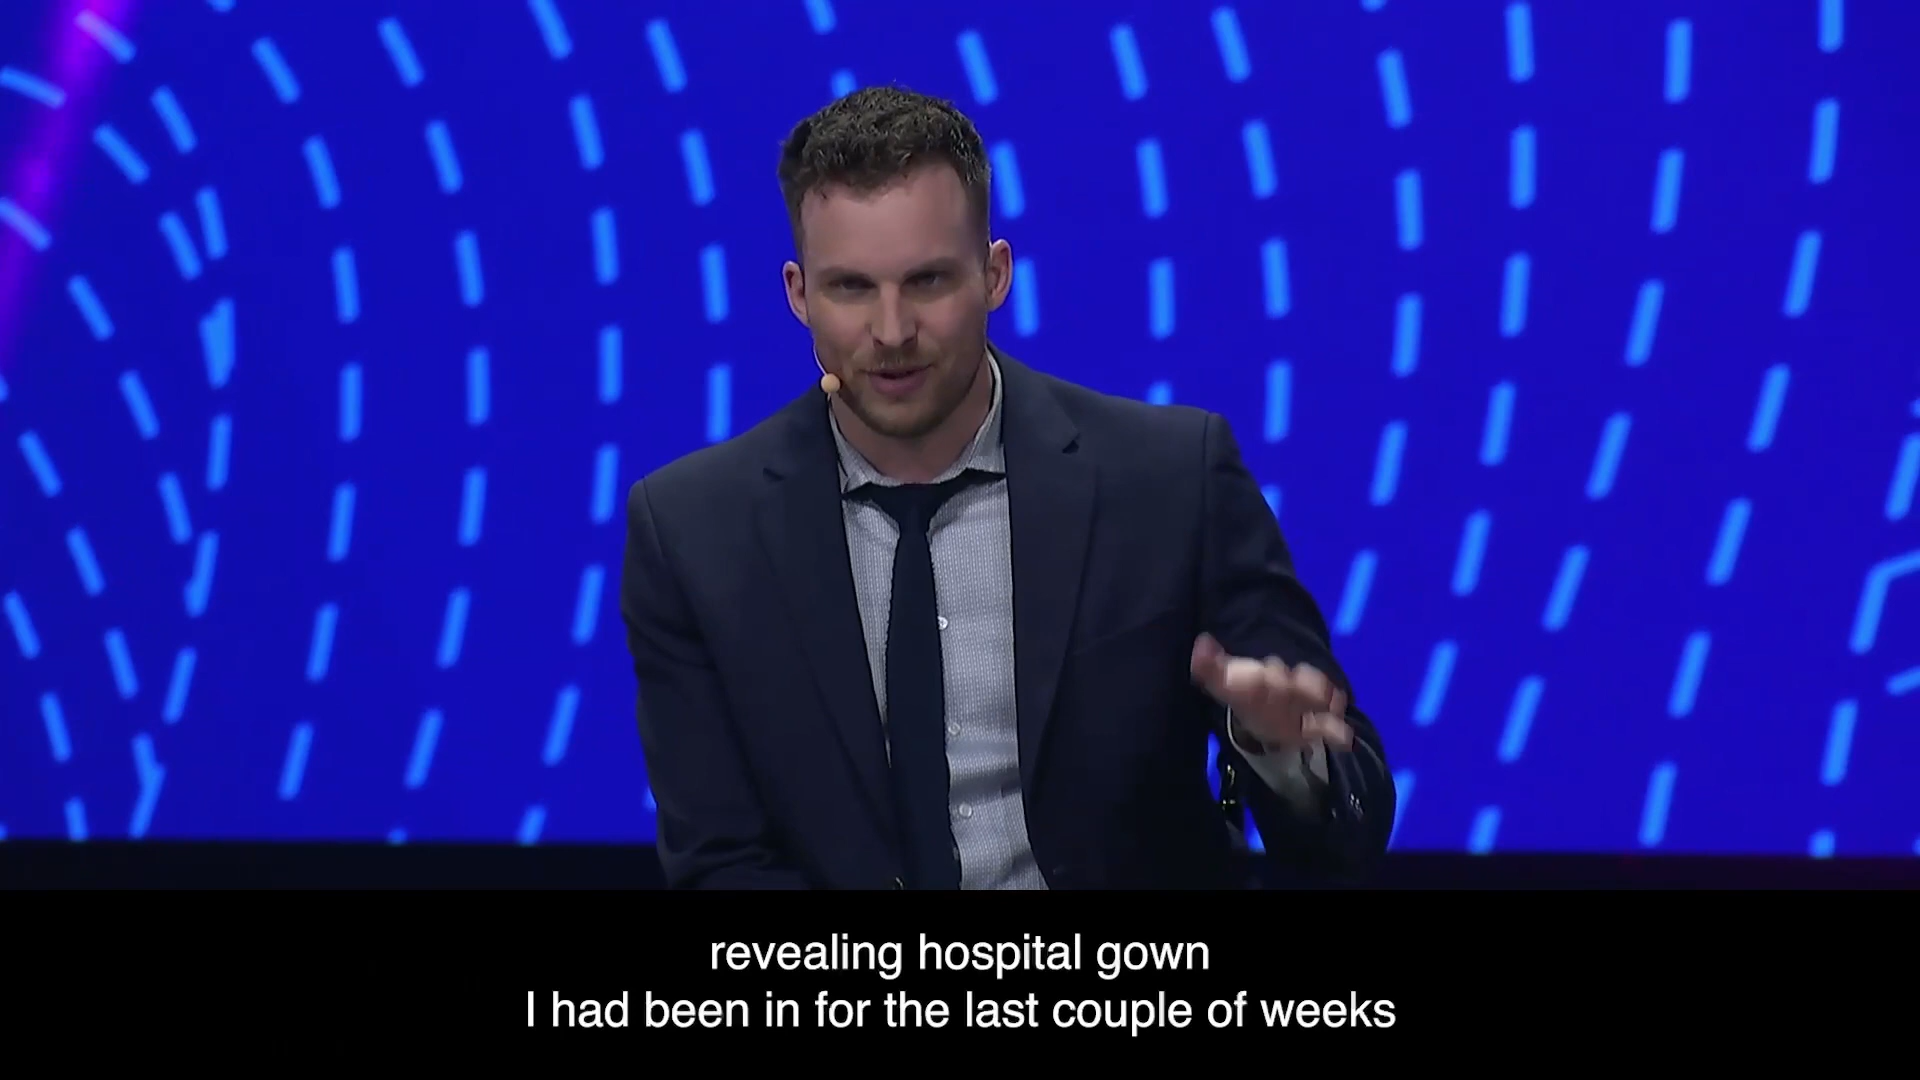 revealing hospital gown
I had been in for the last couple of weeks